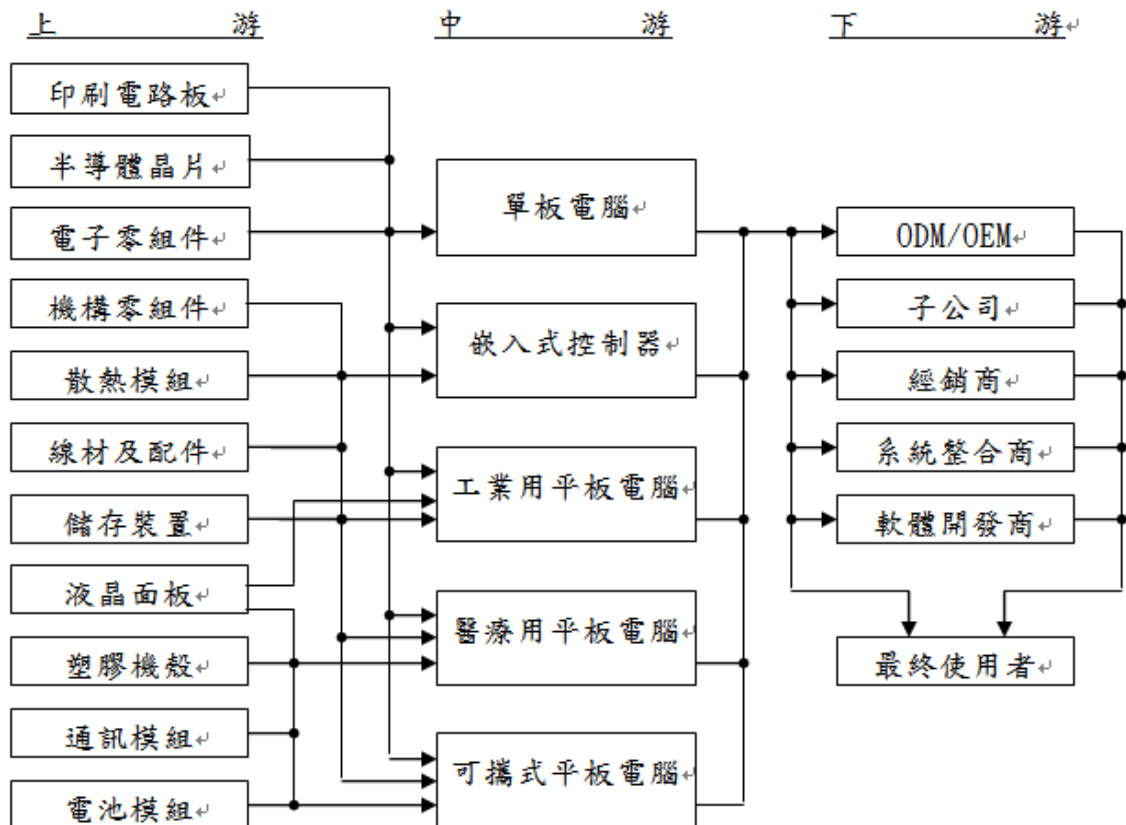 上游
中游
下游
印刷電路板
半導體晶片
電子零組件
機構零組件
散熱模組
線材及配件
儲存裝置
液晶面板
塑膠機殼
通訊模組
電池模組
單板電腦
嵌入式控制器
工業用平板電腦
醫療用平板電腦
可攜式平板電腦
ODM/OEM
子公司
經銷商
系統整合商
軟體開發商
最終使用者